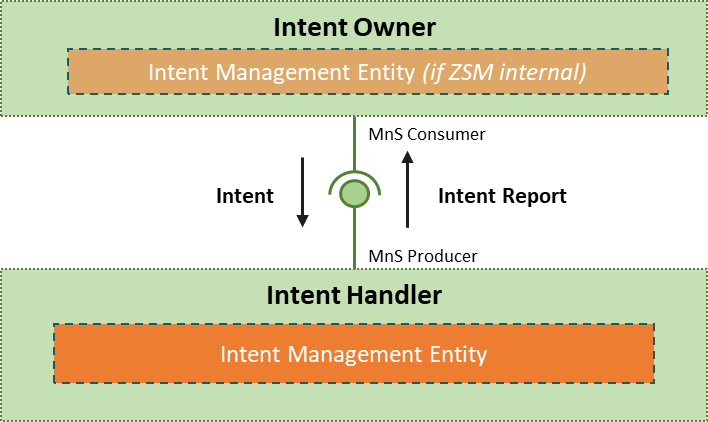 Intent Owner
Intent Management Entity (if ZSM internal)
MnS Consumer
Intent
Intent Report
MnS Producer
Intent Handler
Intent Management Entity